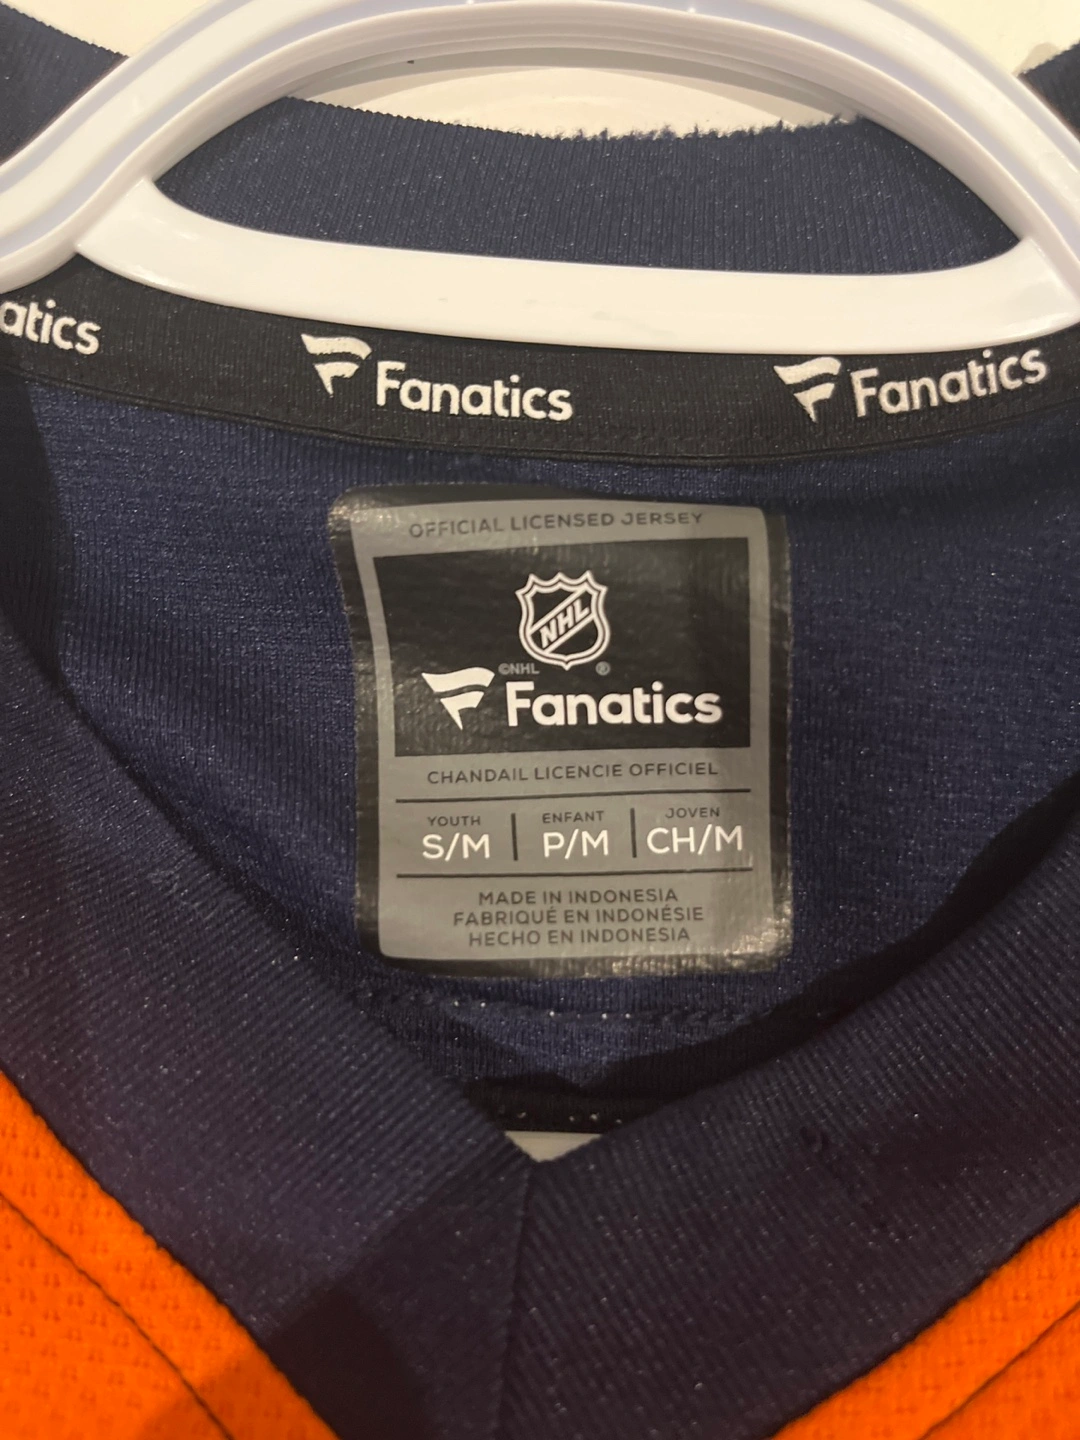 atics
Fanatics
Fanatics
OFFICIAL LICENSED JERSEY
NHL
©NHL ®
Fanatics
CHANDAIL LICENCIE OFFICIEL
YOUTH ENFANT JOVEN
S/M P/M CH/M
MADE IN INDONESIA
FABRIQUÉ EN INDONÉSIE
HECHO EN INDONESIA